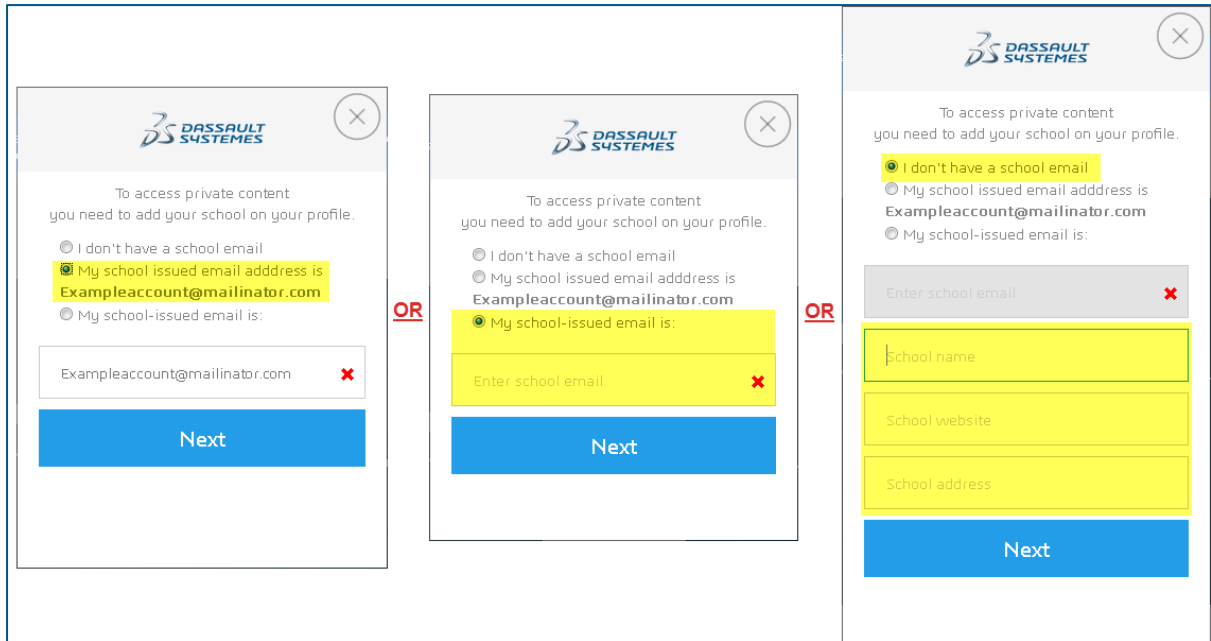 DASSAULT
SYSTEMES
To access private content
you need to add your school on your profile.
I don't have a school email
My school issued email adddress is
Exampleaccount@mailinator.com
My school-issued email is:
Exampleaccount@mailinator.com
Next
OR
DASSAULT
SYSTEMES
To access private content
you need to add your school on your profile.
I don't have a school email
My school issued email adddress is
Exampleaccount@mailinator.com
My school-issued email is:
Enter school email
Next
OR
DASSAULT
SYSTEMES
To access private content
you need to add your school on your profile.
I don't have a school email
My school issued email adddress is
Exampleaccount@mailinator.com
My school-issued email is:
Enter school email
School name
School website
School address
Next